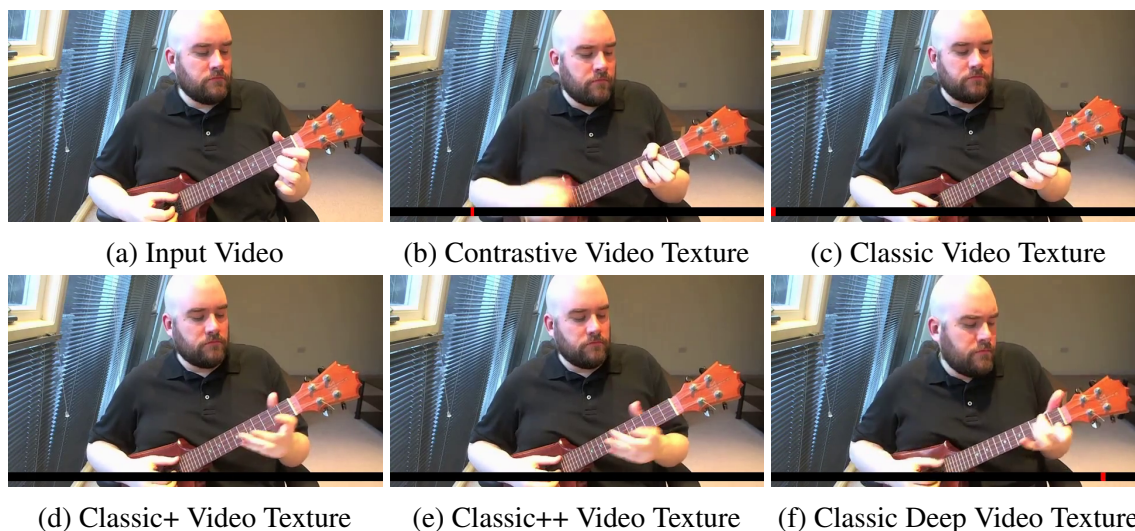 (a) Input Video
(b) Contrastive Video Texture
(c) Classic Video Texture
(d) Classic+ Video Texture
(e) Classic++ Video Texture
(f) Classic Deep Video Texture